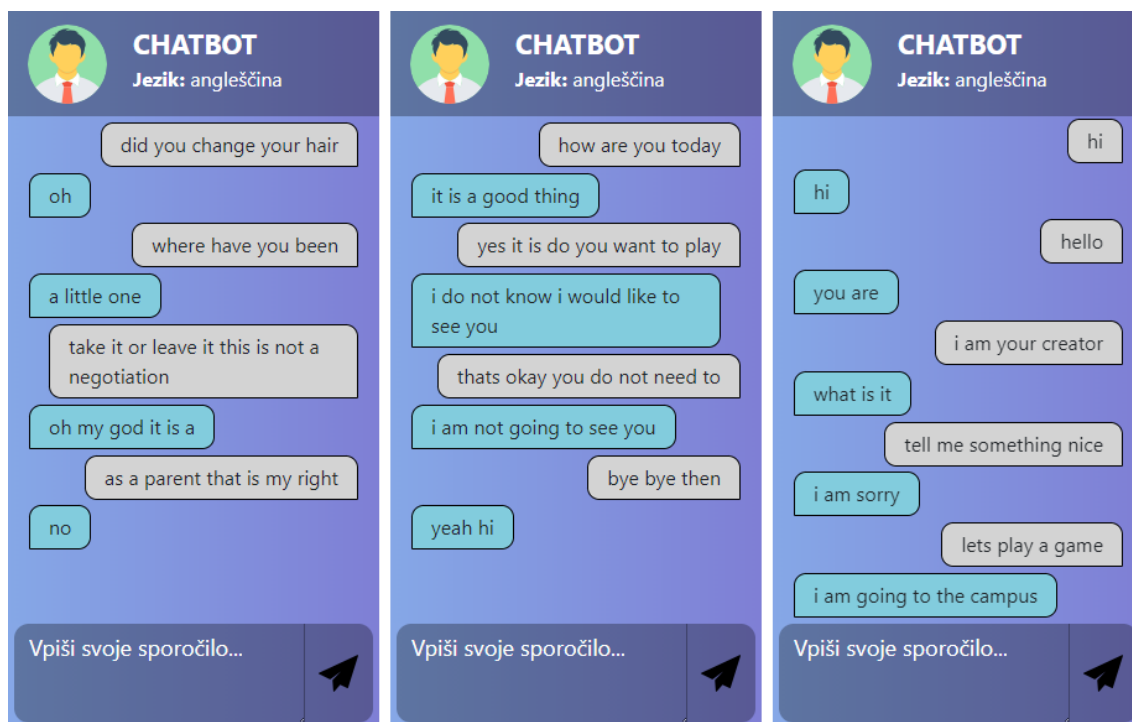 CHATBOT
Jezik: angleščina
did you change your hair
oh
where have you been
a little one
take it or leave it this is not a
negotiation
oh my god it is a
as a parent that is my right
no
Vpiši svoje sporočilo...
CHATBOT
Jezik: angleščina
how are you today
it is a good thing
yes it is do you want to play
i do not know i would like to
see you
thats okay you do not need to
i am not going to see you
bye bye then
yeah hi
Vpiši svoje sporočilo...
CHATBOT
Jezik: angleščina
hi
hi
hello
you are
i am your creator
what is it
tell me something nice
i am sorry
lets play a game
i am going to the campus
Vpiši svoje sporočilo...